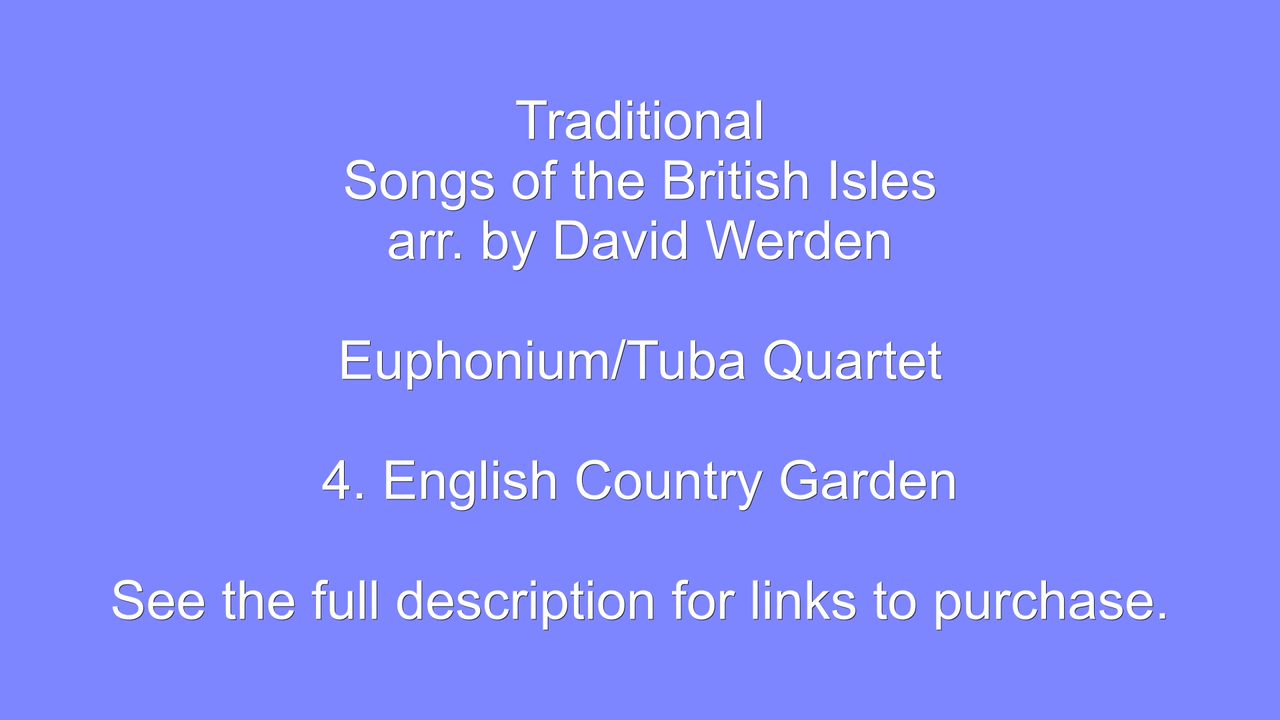 Traditional
Songs of the British Isles
arr. by David Werden
Euphonium/Tuba Quartet
4. English Country Garden
See the full description for links to purchase.